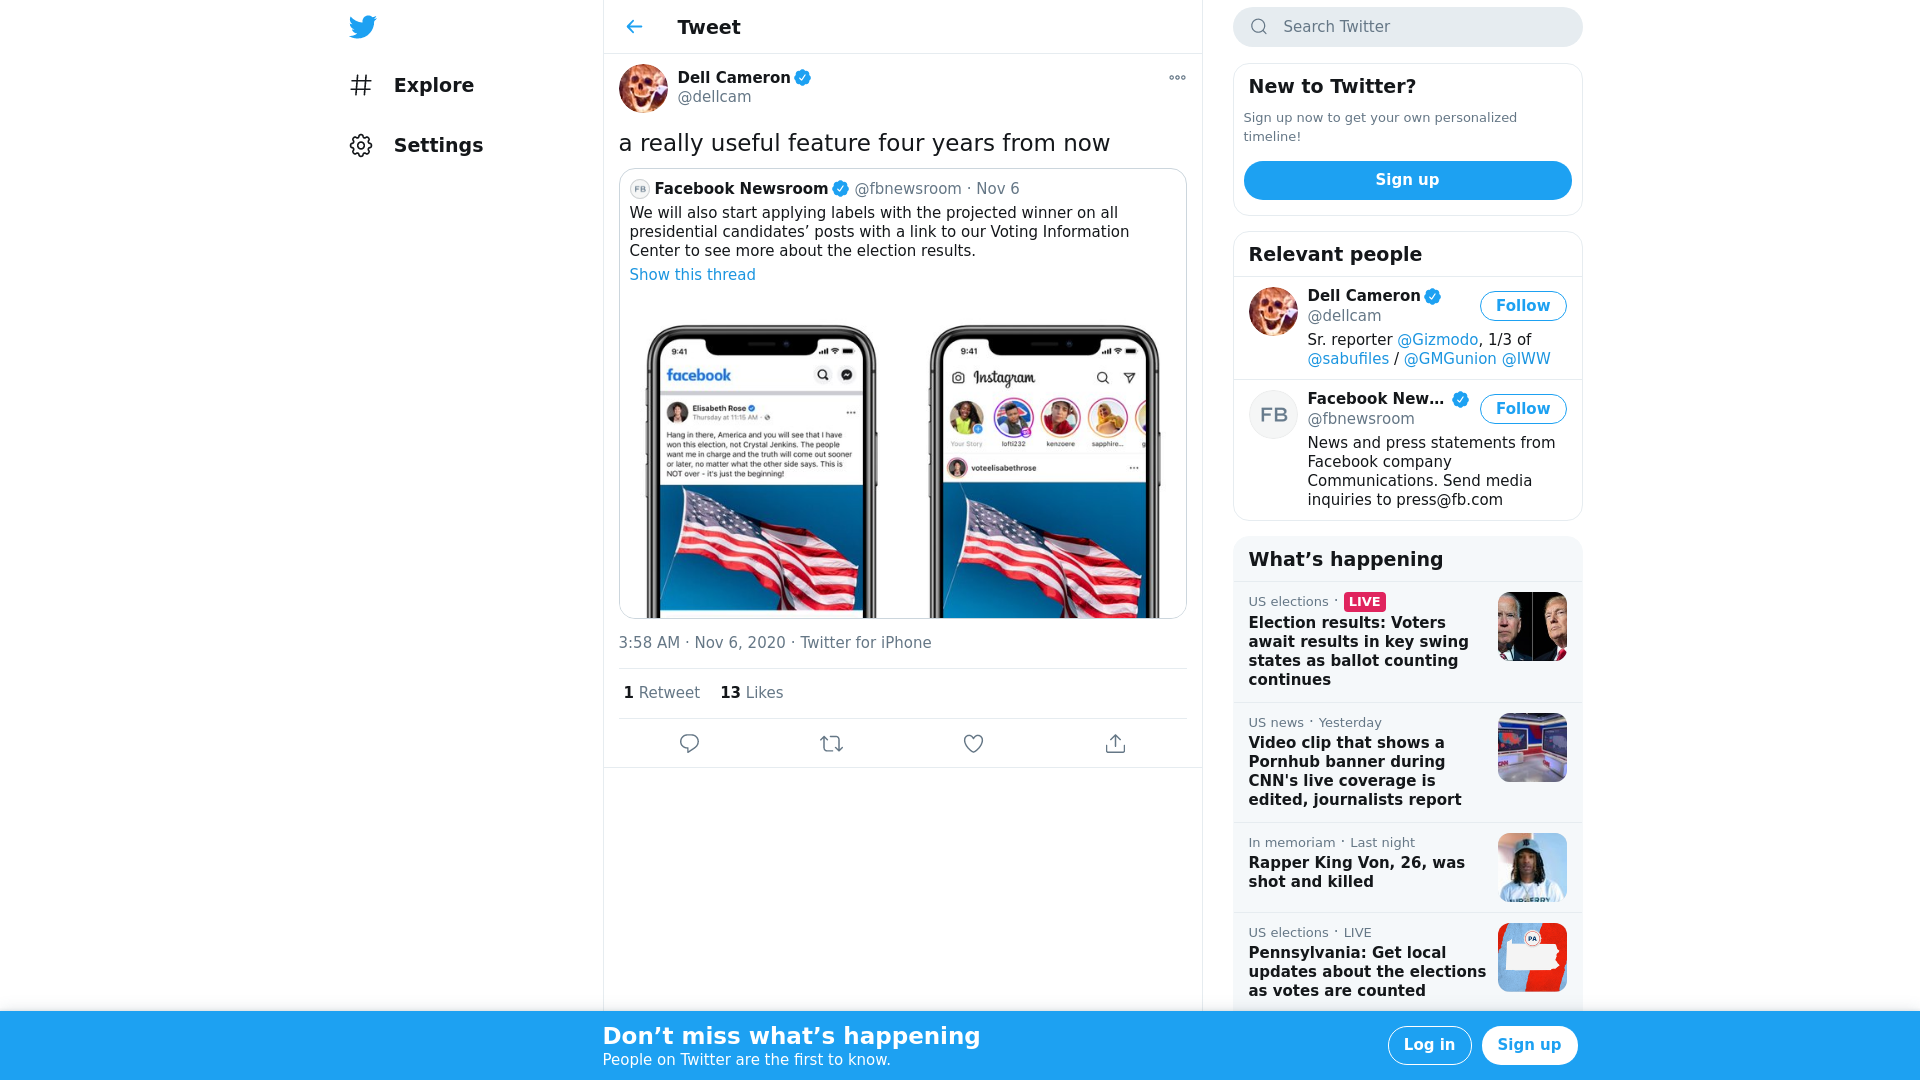 Explore
Settings
Tweet
Dell Cameron
@dellcam
a really useful feature four years from now
FB Facebook Newsroom @fbnewsroom · Nov 6
We will also start applying labels with the projected winner on all
presidential candidates’ posts with a link to our Voting Information
Center to see more about the election results.
Show this thread
9:41
facebook
Elisabeth Rose
Thursday at 11:15 AM ·
Hang in there, America and you will see that I have
won this election, not Crystal Jenkins. The people
want me in charge and the truth will come out sooner
or later, no matter what the other side says. This is
NOT over - it's just the beginning!
9:41
Instagram
Your Story lofti232 kenzoere sapphire... g
voteelisabethrose
3:58 AM · Nov 6, 2020 · Twitter for iPhone
1 Retweet 13 Likes
Search Twitter
New to Twitter?
Sign up now to get your own personalized
timeline!
Sign up
Relevant people
Dell Cameron
@dellcam
Follow
Sr. reporter @Gizmodo, 1/3 of
@sabufiles / @GMGunion @IWW
FB
Facebook New...
@fbnewsroom
Follow
News and press statements from
Facebook company
Communications. Send media
inquiries to press@fb.com
What’s happening
US elections · LIVE
Election results: Voters
await results in key swing
states as ballot counting
continues
US news · Yesterday
Video clip that shows a
Pornhub banner during
CNN's live coverage is
edited, journalists report
In memoriam · Last night
Rapper King Von, 26, was
shot and killed
US elections · LIVE
Pennsylvania: Get local
updates about the elections
as votes are counted
PA
Don’t miss what’s happening
People on Twitter are the first to know.
Log in
Sign up